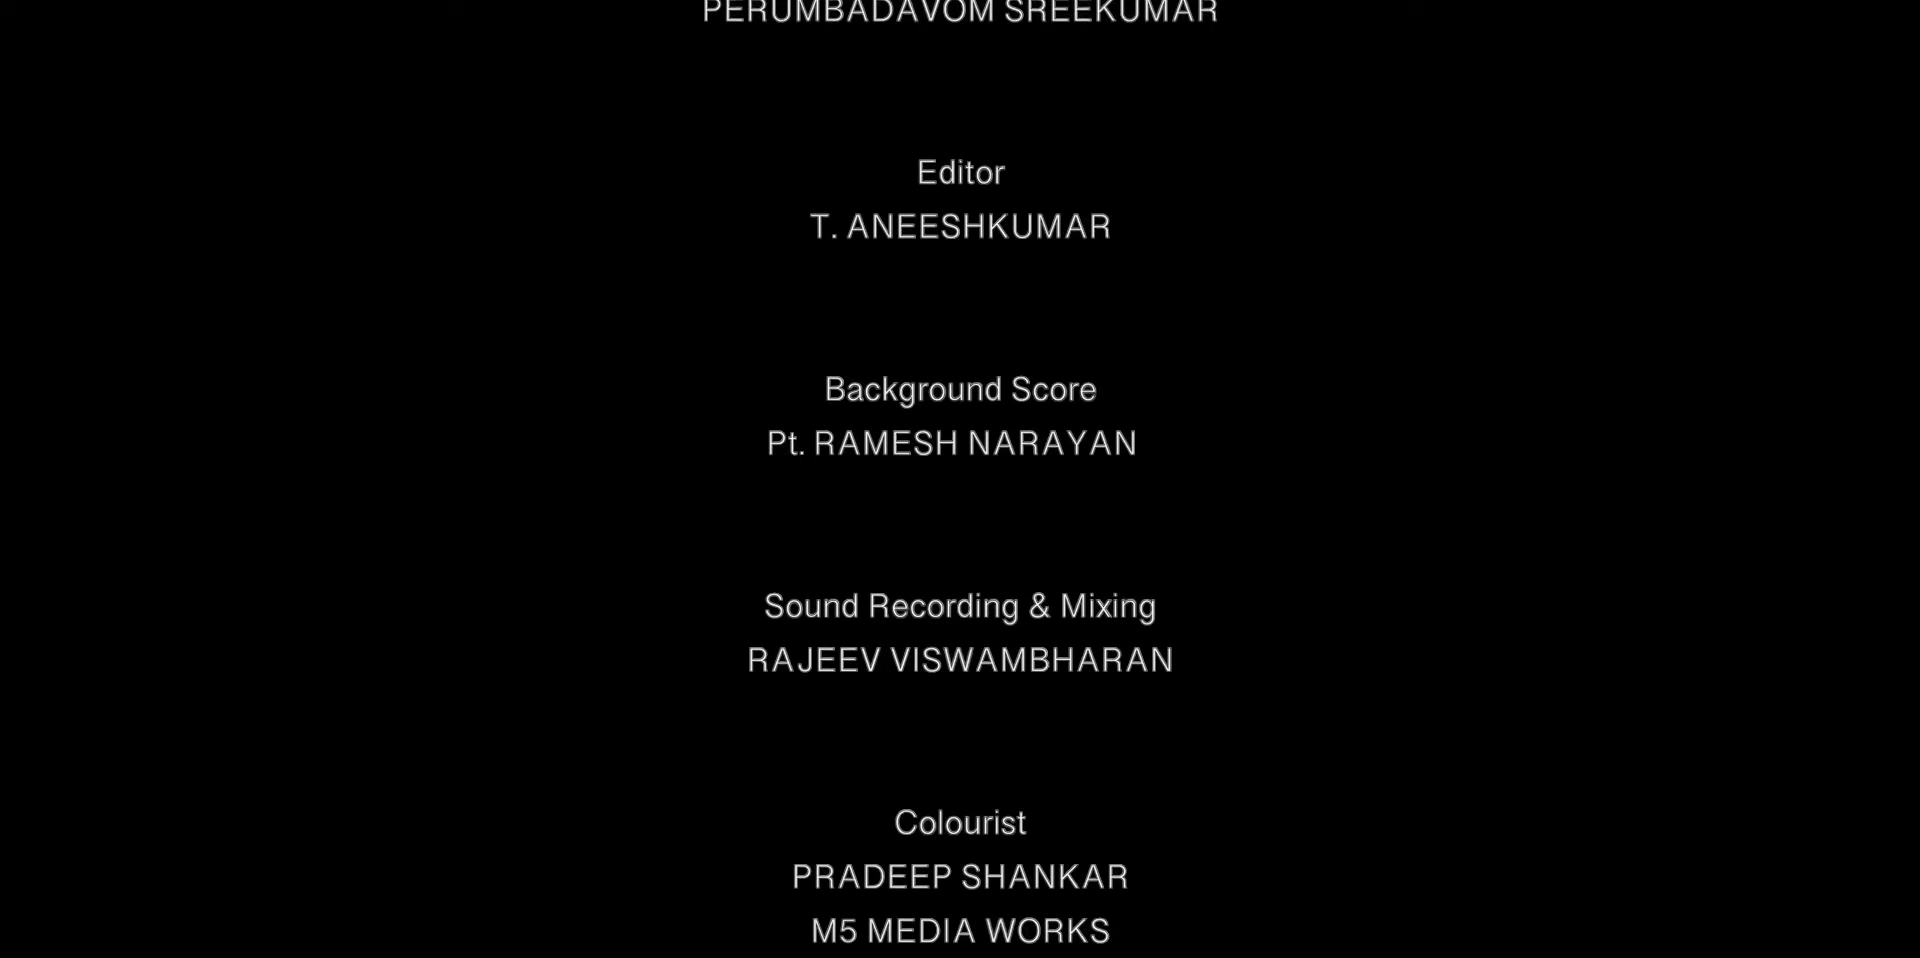 PERUMBADAVOM SREEKUMAR
Editor
T. ANEESHKUMAR
Background Score
Pt. RAMESH NARAYAN
Sound Recording & Mixing
RAJEEV VISWAMBHARAN
Colourist
PRADEEP SHANKAR
M5 MEDIA WORKS